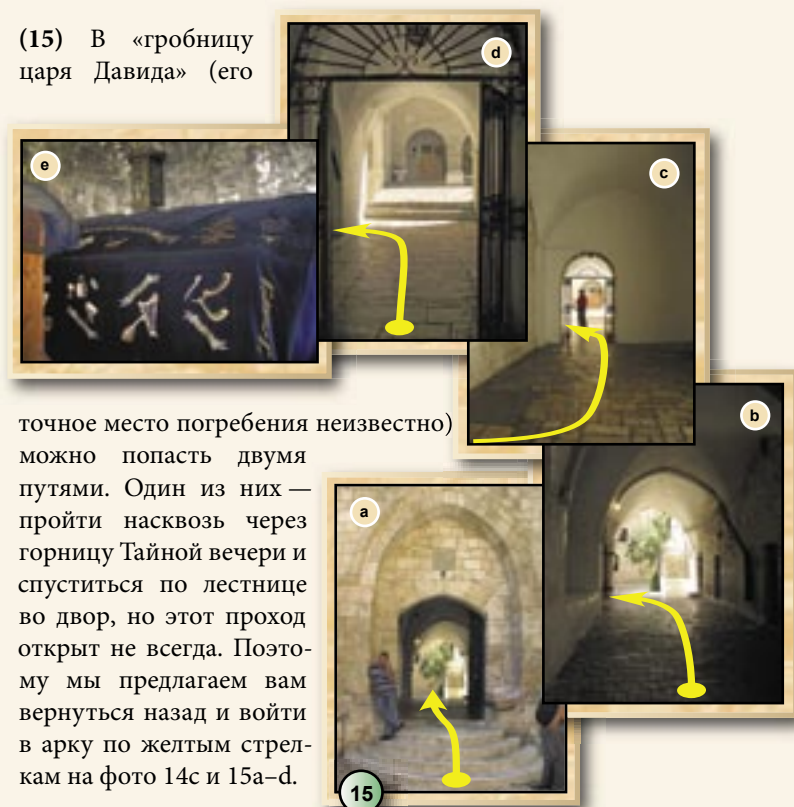 (15) В «гробницу
царя Давида» (его
точное место погребения неизвестно)
можно попасть двумя
путями. Один из них —
пройти насквозь через
горницу Тайной вечери и
спуститься по лестнице
во двор, но этот проход
открыт не всегда. Поэто-
му мы предлагаем вам
вернуться назад и войти
в арку по желтым стрел-
кам на фото 14c и 15a–d.
d
e
c
b
a
15